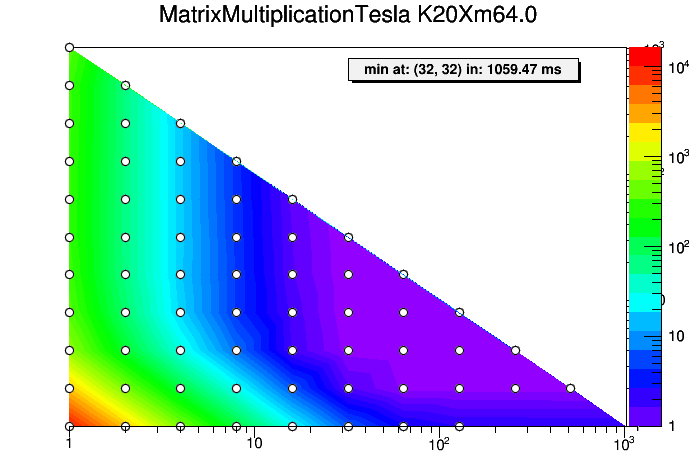 MatrixMultiplicationTesla K20Xm64.0
min at: (32, 32) in: 1059.47 ms
10⁴
10³
10²
10
1
1 10 10² 10³